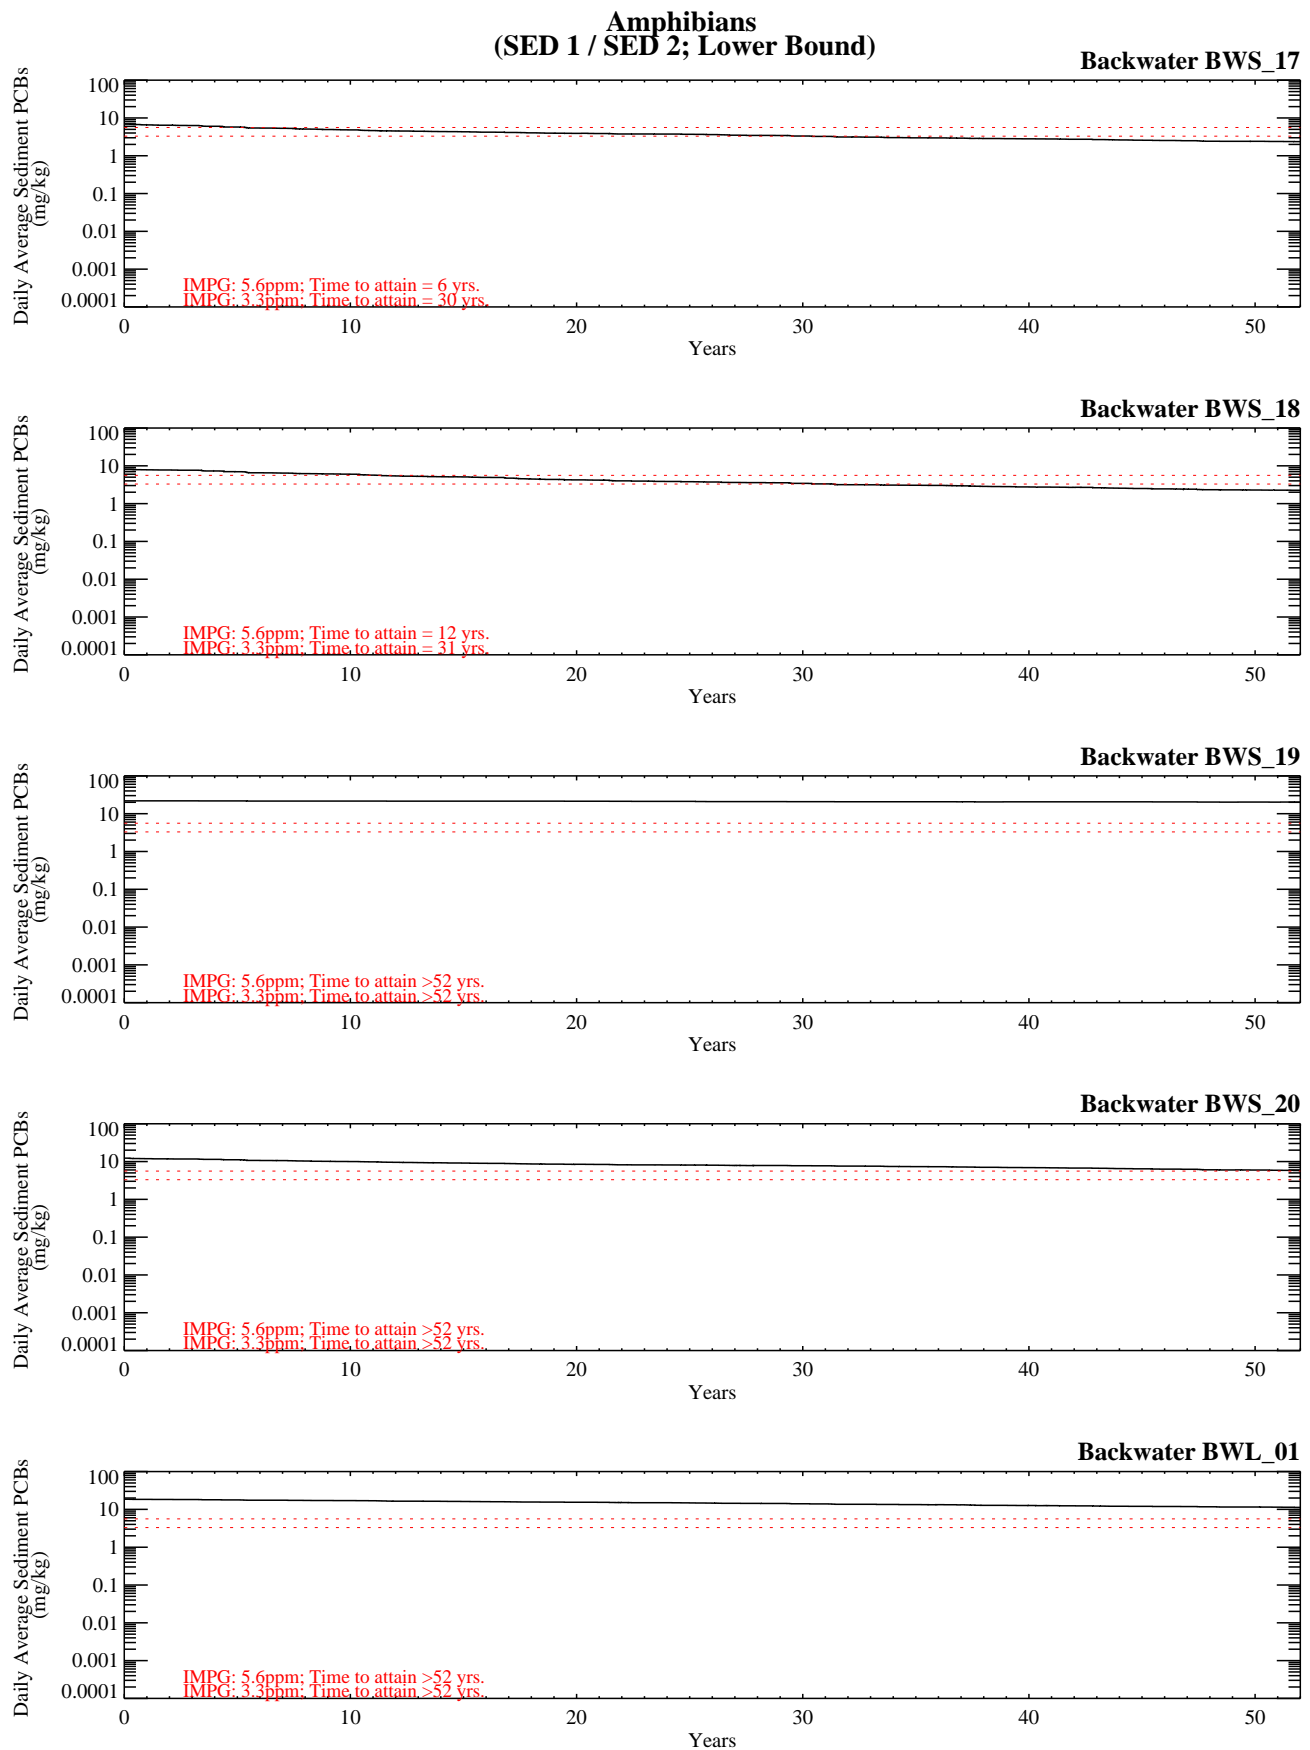 Amphibians
(SED 1 / SED 2; Lower Bound)
Backwater BWS_17
Daily Average Sediment PCBs
(mg/kg)
100
10
1
0.1
0.01
0.001
0.0001
IMPG: 5.6ppm; Time to attain = 6 yrs.
IMPG: 3.3ppm; Time to attain = 30 yrs.
0 10 20 30 40 50
Years
Backwater BWS_18
Daily Average Sediment PCBs
(mg/kg)
100
10
1
0.1
0.01
0.001
0.0001
IMPG: 5.6ppm; Time to attain = 12 yrs.
IMPG: 3.3ppm; Time to attain = 31 yrs.
0 10 20 30 40 50
Years
Backwater BWS_19
Daily Average Sediment PCBs
(mg/kg)
100
10
1
0.1
0.01
0.001
0.0001
IMPG: 5.6ppm; Time to attain >52 yrs.
IMPG: 3.3ppm; Time to attain >52 yrs.
0 10 20 30 40 50
Years
Backwater BWS_20
Daily Average Sediment PCBs
(mg/kg)
100
10
1
0.1
0.01
0.001
0.0001
IMPG: 5.6ppm; Time to attain >52 yrs.
IMPG: 3.3ppm; Time to attain >52 yrs.
0 10 20 30 40 50
Years
Backwater BWL_01
Daily Average Sediment PCBs
(mg/kg)
100
10
1
0.1
0.01
0.001
0.0001
IMPG: 5.6ppm; Time to attain >52 yrs.
IMPG: 3.3ppm; Time to attain >52 yrs.
0 10 20 30 40 50
Years